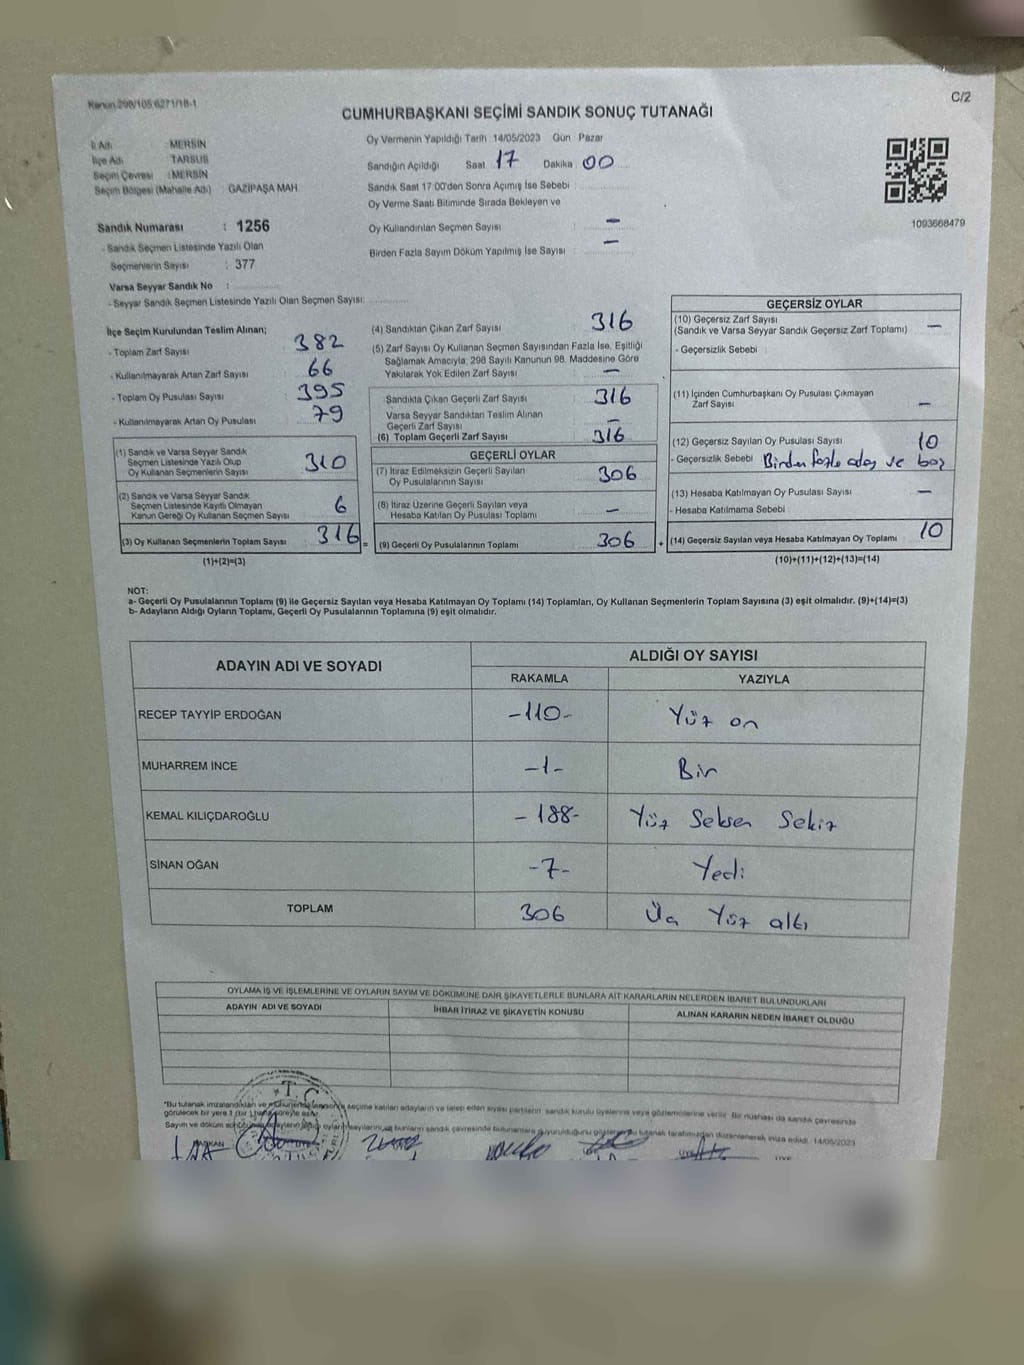 Kanun:298/105 6271/18-1
C/2
CUMHURBAŞKANI SEÇİMİ SANDIK SONUÇ TUTANAĞI
İl Adı : MERSİN
İlçe Adı : TARSUS
Seçim Çevresi : MERSİN
Seçim Bölgesi (Mahalle Adı) GAZİPAŞA MAH.
Oy Vermenin Yapıldığı Tarih :14/05/2023 Gün Pazar
Sandığın Açıldığı Saat 17 Dakika 00
Sandık Saat 17:00'den Sonra Açımış İse Sebebi :
Oy Verme Saati Bitiminde Sırada Bekleyen ve
Oy Kullandırılan Seçmen Sayısı : –
Birden Fazla Sayım Döküm Yapılmış İse Sayısı : –
1093668479
Sandık Numarası : 1256
- Sandık Seçmen Listesinde Yazılı Olan
Seçmenlerin Sayısı : 377
Varsa Seyyar Sandık No :
- Seyyar Sandık Seçmen Listesinde Yazılı Olan Seçmen Sayısı:
İlçe Seçim Kurulundan Teslim Alınan;
- Toplam Zarf Sayısı 382
- Kullanılmayarak Artan Zarf Sayısı 66
- Toplam Oy Pusulası Sayısı 395
- Kullanılmayarak Artan Oy Pusulası 79
(1) Sandık ve Varsa Seyyar Sandık
Seçmen Listesinde Yazılı Olup
Oy Kullanan Seçmenlerin Sayısı 310
(2) Sandık ve Varsa Seyyar Sandık
Seçmen Listesinde Kayıtlı Olmayan
Kanun Gereği Oy Kullanan Seçmen Sayısı 6
(3) Oy Kullanan Seçmenlerin Toplam Sayısı 316
(1)+(2)=(3)
(4) Sandıktan Çıkan Zarf Sayısı 316
(5) Zarf Sayısı Oy Kullanan Seçmen Sayısından Fazla İse, Eşitliği
Sağlamak Amacıyla, 298 Sayılı Kanunun 98. Maddesine Göre
Yakılarak Yok Edilen Zarf Sayısı –
Sandıkta Çıkan Geçerli Zarf Sayısı 316
Varsa Seyyar Sandıktan Teslim Alınan
Geçerli Zarf Sayısı –
(6) Toplam Geçerli Zarf Sayısı 316
GEÇERLİ OYLAR
(7) İtiraz Edilmeksizin Geçerli Sayılan
Oy Pusulalarının Sayısı 306
(8) İtiraz Üzerine Geçerli Sayılan veya
Hesaba Katılan Oy Pusulası Toplamı –
= (9) Geçerli Oy Pusulalarının Toplamı 306
GEÇERSİZ OYLAR
(10) Geçersiz Zarf Sayısı
(Sandık ve Varsa Seyyar Sandık Geçersiz Zarf Toplamı) –
- Geçersizlik Sebebi :
(11) İçinden Cumhurbaşkanı Oy Pusulası Çıkmayan
Zarf Sayısı –
(12) Geçersiz Sayılan Oy Pusulası Sayısı 10
- Geçersizlik Sebebi Birden fazla aday ve boş
(13) Hesaba Katılmayan Oy Pusulası Sayısı –
- Hesaba Katılmama Sebebi :
+ (14) Geçersiz Sayılan veya Hesaba Katılmayan Oy Toplamı 10
(10)+(11)+(12)+(13)=(14)
NOT:
a- Geçerli Oy Pusulalarının Toplamı (9) ile Geçersiz Sayılan veya Hesaba Katılmayan Oy Toplamı (14) Toplamları, Oy Kullanan Seçmenlerin Toplam Sayısına (3) eşit olmalıdır. (9)+(14)=(3)
b- Adayların Aldığı Oyların Toplamı, Geçerli Oy Pusulalarının Toplamına (9) eşit olmalıdır.
ADAYIN ADI VE SOYADI
ALDIĞI OY SAYISI
RAKAMLA YAZIYLA
RECEP TAYYİP ERDOĞAN -110- Yüz on
MUHARREM İNCE -1- Bir
KEMAL KILIÇDAROĞLU - 188- Yüz Seksen Sekiz
SİNAN OĞAN -7- Yedi
TOPLAM 306 Üç Yüz altı
OYLAMA İŞ VE İŞLEMLERİNE VE OYLARIN SAYIM VE DÖKÜMÜNE DAİR ŞİKAYETLERLE BUNLARA AİT KARARLARIN NELERDEN İBARET BULUNDUKLARI
ADAYIN ADI VE SOYADI İHBAR İTİRAZ VE ŞİKAYETİN KONUSU ALINAN KARARIN NEDEN İBARET OLDUĞU
T.C.
"Bu tutanak imzalandıktan ve seçime katılan adayların ve talep eden siyasi partilerin sandık kurulu üyelerine veya gözlemcilerine verilir. Bir nüshası da sandık çevresinde
görülecek bir yere 1 (bir) hafta süreyle asılır.
Sayım ve döküm tutanak tarafımızdan düzenlenerek imza edildi. 14/05/2023
BAŞKAN